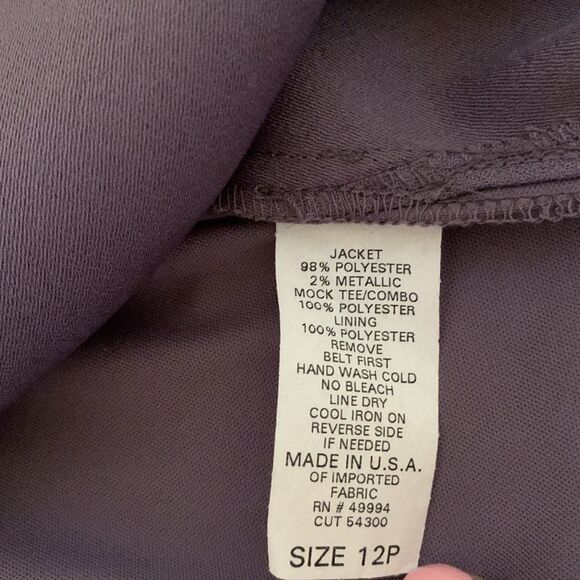 JACKET
98% POLYESTER
2% METALLIC
MOCK TEE/COMBO
100% POLYESTER
LINING
100% POLYESTER
REMOVE
BELT FIRST
HAND WASH COLD
NO BLEACH
LINE DRY
COOL IRON ON
REVERSE SIDE
IF NEEDED
MADE IN U.S.A.
OF IMPORTED
FABRIC
RN # 49994
CUT 54300
SIZE 12P